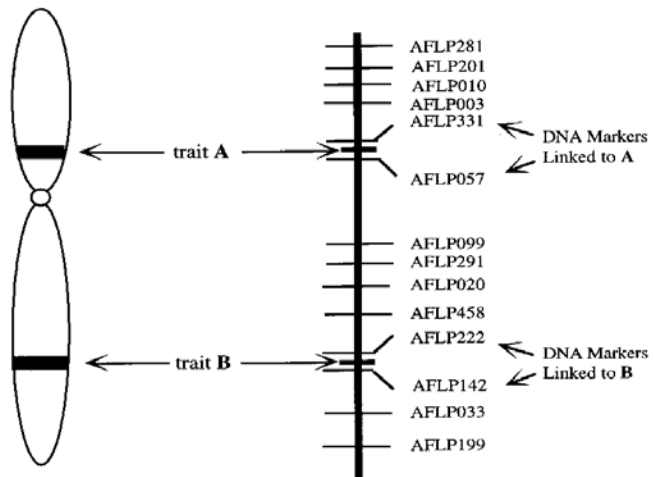 AFLP281
AFLP201
AFLP010
AFLP003
AFLP331
DNA Markers
trait A
Linked to A
AFLP057
AFLP099
AFLP291
AFLP020
AFLP458
AFLP222
DNA Markers
trait B
Linked to B
AFLP142
AFLP033
AFLP199